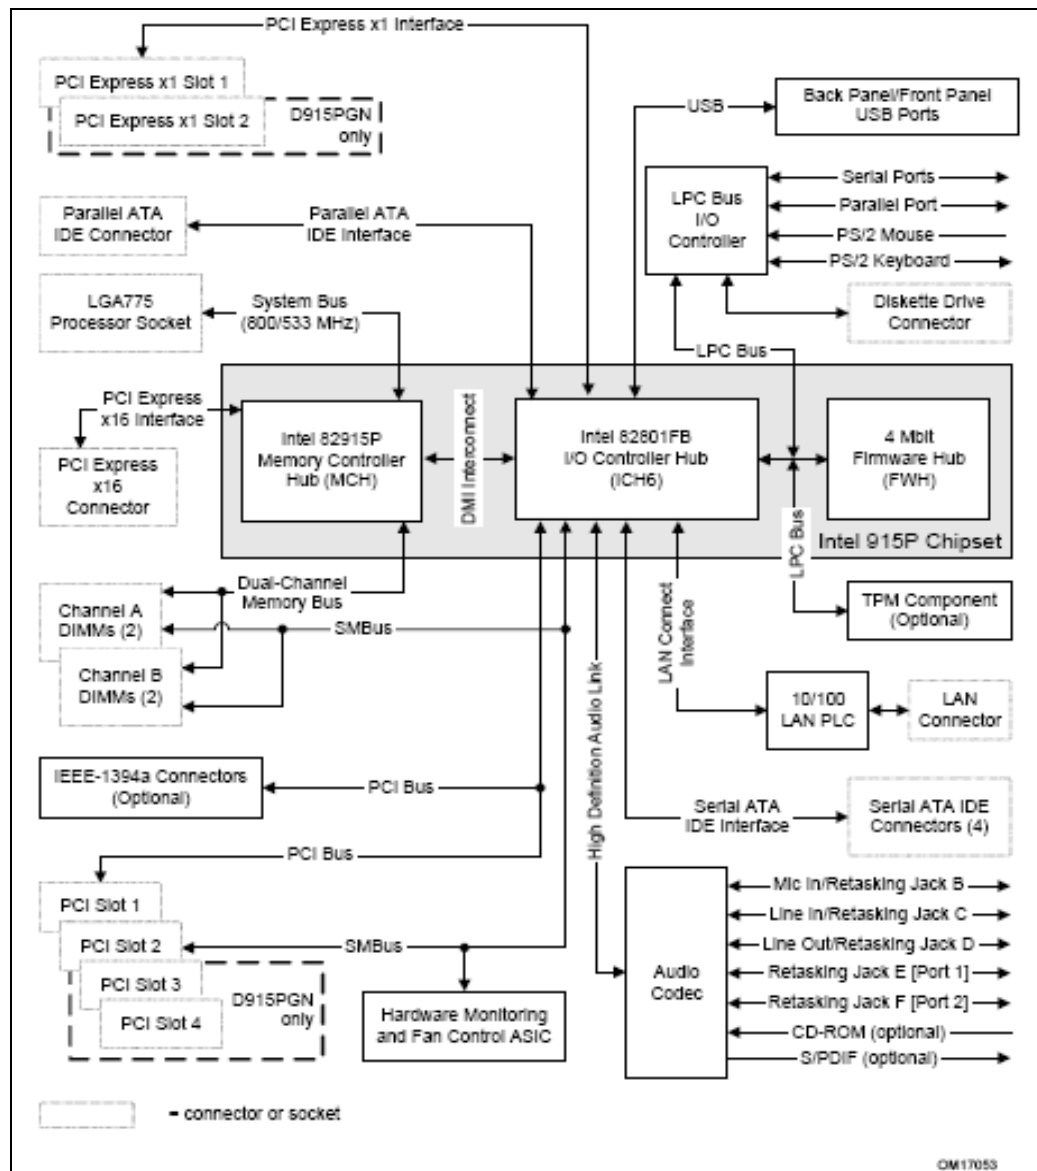 PCI Express x1 Interface
PCI Express x1 Slot 1
PCI Express x1 Slot 2
D915PGN
only
USB
Back Panel/Front Panel
USB Ports
LPC Bus
I/O
Controller
Serial Ports
Parallel Port
PS/2 Mouse
PS/2 Keyboard
Parallel ATA
IDE Connector
Parallel ATA
IDE Interface
LGA775
Processor Socket
System Bus
(800/533 MHz)
Diskette Drive
Connector
LPC Bus
PCI Express
x16 Interface
PCI Express
x16
Connector
Intel 82915P
Memory Controller
Hub (MCH)
DMI Interconnect
Intel 82801FB
I/O Controller Hub
(ICH6)
4 Mbit
Firmware Hub
(FWH)
Intel 915P Chipset
LPC Bus
Channel A
DIMMs (2)
Channel B
DIMMs (2)
Dual-Channel
Memory Bus
SMBus
TPM Component
(Optional)
LAN Connect
Interface
High Definition Audio Link
10/100
LAN PLC
LAN
Connector
IEEE-1394a Connectors
(Optional)
PCI Bus
Serial ATA
IDE Interface
Serial ATA IDE
Connectors (4)
PCI Bus
PCI Slot 1
PCI Slot 2
PCI Slot 3
PCI Slot 4
D915PGN
only
SMBus
Hardware Monitoring
and Fan Control ASIC
Audio
Codec
Mic In/Retasking Jack B
Line In/Retasking Jack C
Line Out/Retasking Jack D
Retasking Jack E [Port 1]
Retasking Jack F [Port 2]
CD-ROM (optional)
S/PDIF (optional)
= connector or socket
OM17053